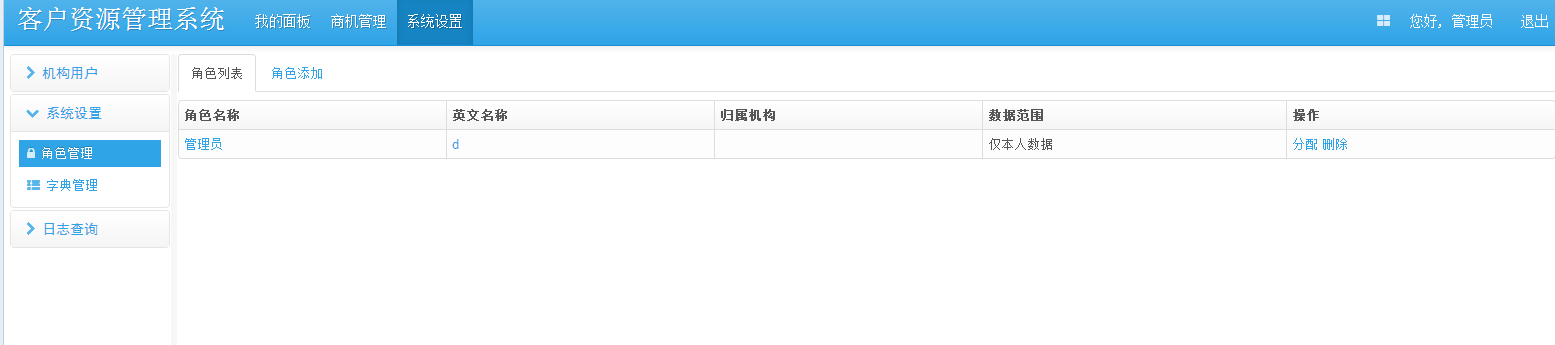 客户资源管理系统 我的面板 商机管理 系统设置 您好，管理员 退出
机构用户
系统设置
角色管理
字典管理
日志查询
角色列表 角色添加
角色名称 英文名称 归属机构 数据范围 操作
管理员 d 仅本人数据 分配 删除